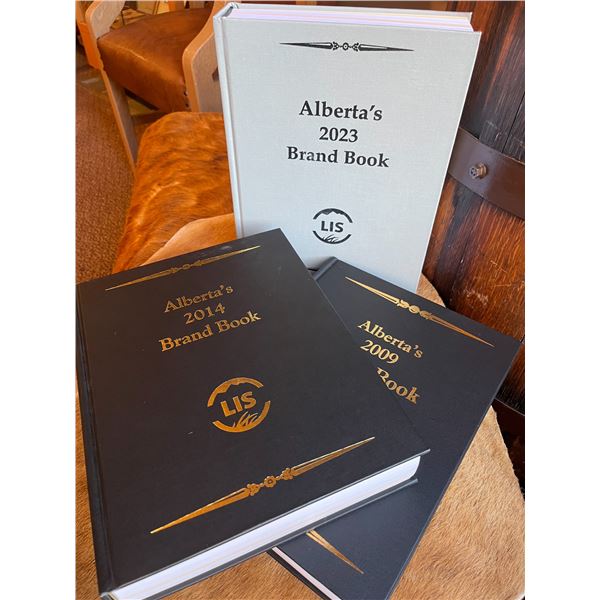 Alberta's
2023
Brand Book
LIS
Alberta's
2014
Brand Book
LIS
Alberta's
2009
Book